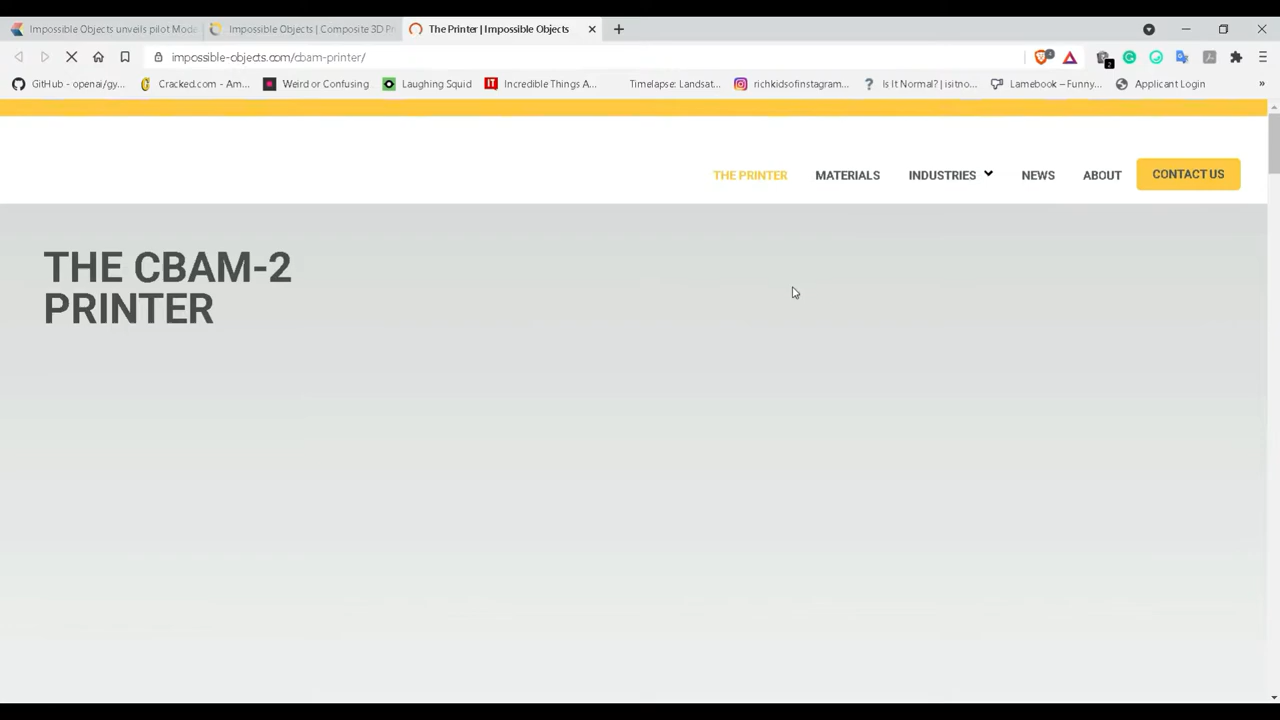 Impossible Objects unveils pilot Mode
Impossible Objects | Composite 3D Pr
The Printer | Impossible Objects
impossible-objects.com/cbam-printer/
GitHub - openai/gy...
Cracked.com - Am...
Weird or Confusing
Laughing Squid
Incredible Things A...
Timelapse: Landsat...
richkidsofinstagram...
Is It Normal? | isitno...
Lamebook – Funny...
Applicant Login
THE PRINTER
MATERIALS
INDUSTRIES
NEWS
ABOUT
CONTACT US
THE CBAM-2
PRINTER